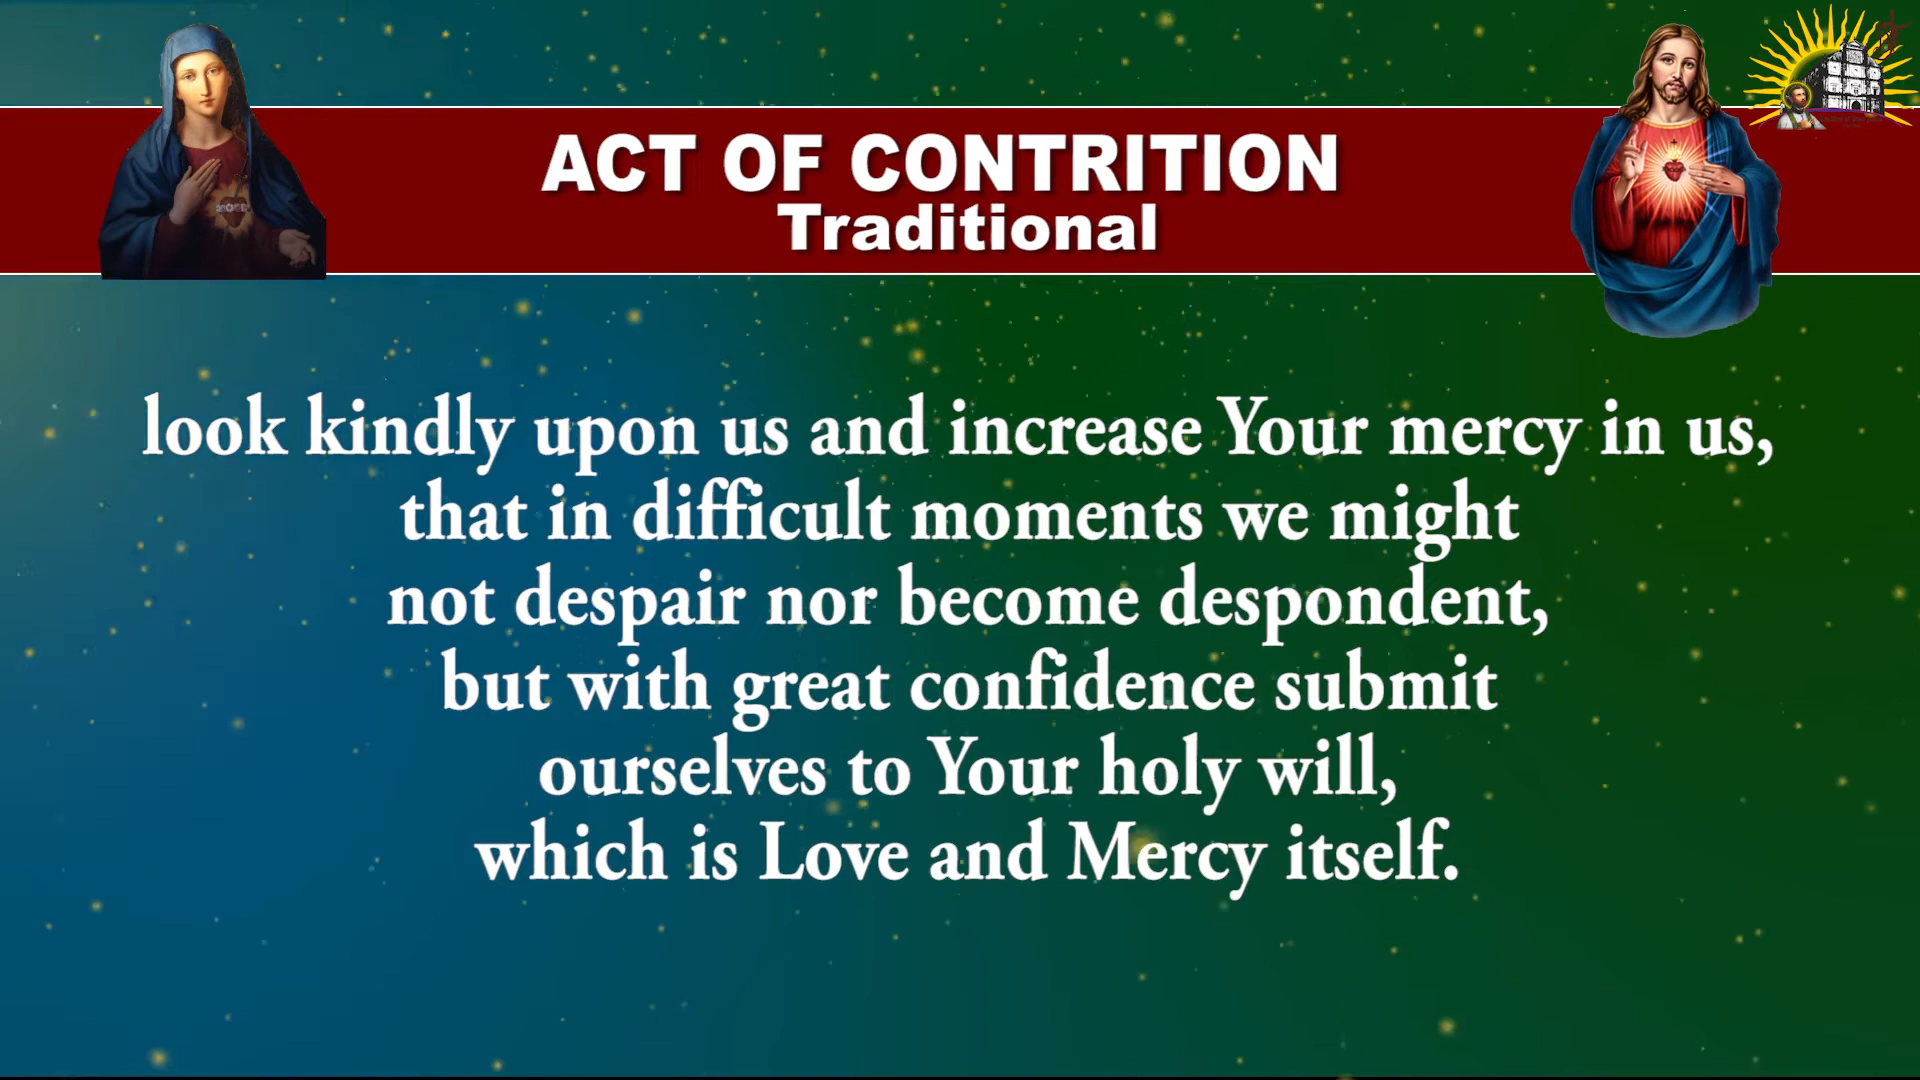 ACT OF CONTRITION
Traditional
look kindly upon us and increase Your mercy in us,
that in difficult moments we might
not despair nor become despondent,
but with great confidence submit
ourselves to Your holy will,
which is Love and Mercy itself.